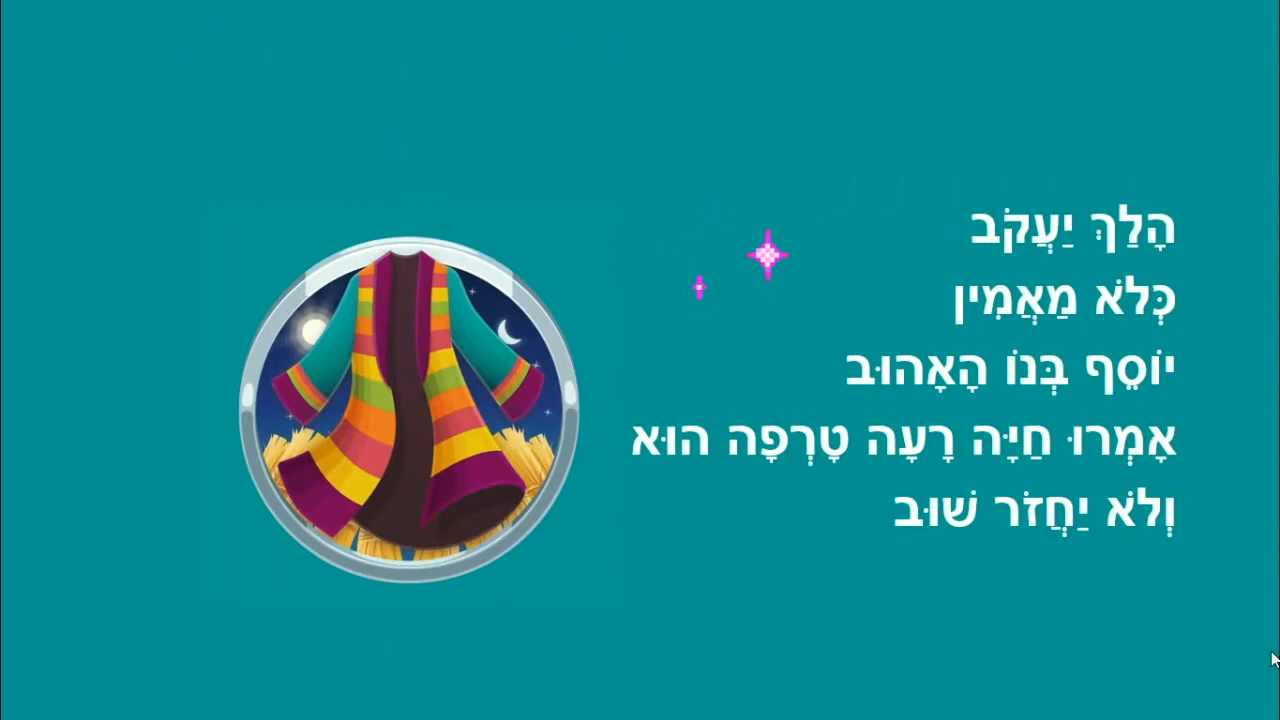 הָלַךְ יַעֲקֹב
כְּלֹא מַאֲמִין
יוֹסֵף בְּנוֹ הָאָהוּב
אָמְרוּ חַיָּה רָעָה טָרְפָה הוּא
וְלֹא יַחֲזֹר שׁוּב